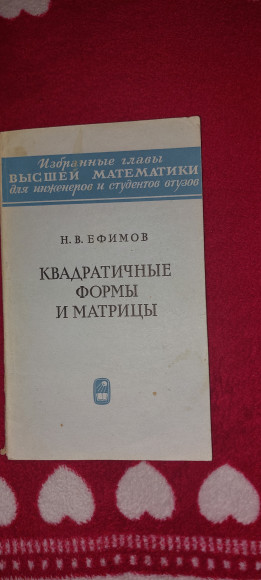 Избранные главы
ВЫСШЕЙ МАТЕМАТИКИ
для инженеров и студентов втузов
Н. В. ЕФИМОВ
КВАДРАТИЧНЫЕ
ФОРМЫ
И МАТРИЦЫ